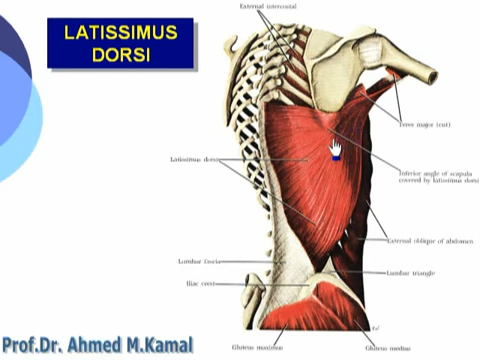 LATISSIMUS
DORSI
External intercostal
Teres major (cut)
Latissimus dorsi
Inferior angle of scapula
covered by latissimus dorsi
External oblique of abdomen
Lumbar fascia
Lumbar triangle
Iliac crest
Gluteus maximus
Gluteus medius
Prof.Dr. Ahmed M.Kamal